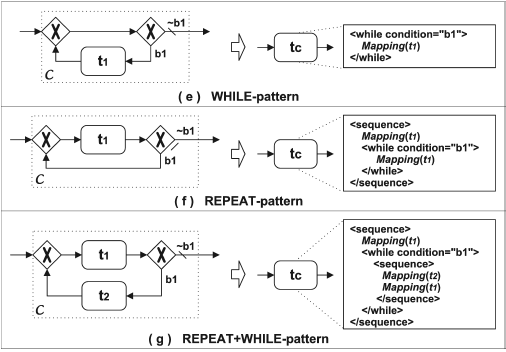 X X ~b1
b1
t1
C
tc
<while condition="b1">
Mapping(t1)
</while>
( e ) WHILE-pattern
X t1 X ~b1
b1
C
tc
<sequence>
Mapping(t1)
<while condition="b1">
Mapping(t1)
</while>
</sequence>
( f ) REPEAT-pattern
X t1 X ~b1
b1
t2
C
tc
<sequence>
Mapping(t1)
<while condition="b1">
<sequence>
Mapping(t2)
Mapping(t1)
</sequence>
</while>
</sequence>
( g ) REPEAT+WHILE-pattern